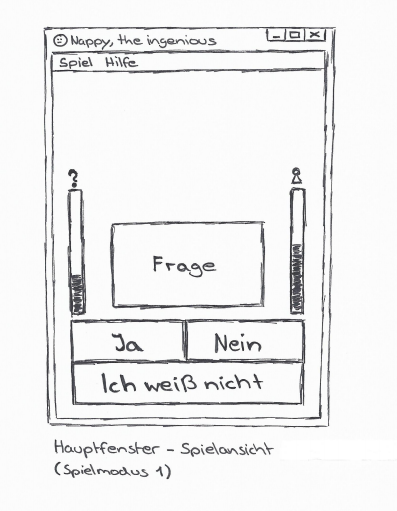 Nappy, the ingenious
Spiel Hilfe
?
Frage
Ja Nein
Ich weiß nicht
Hauptfenster - Spielansicht
(Spielmodus 1)